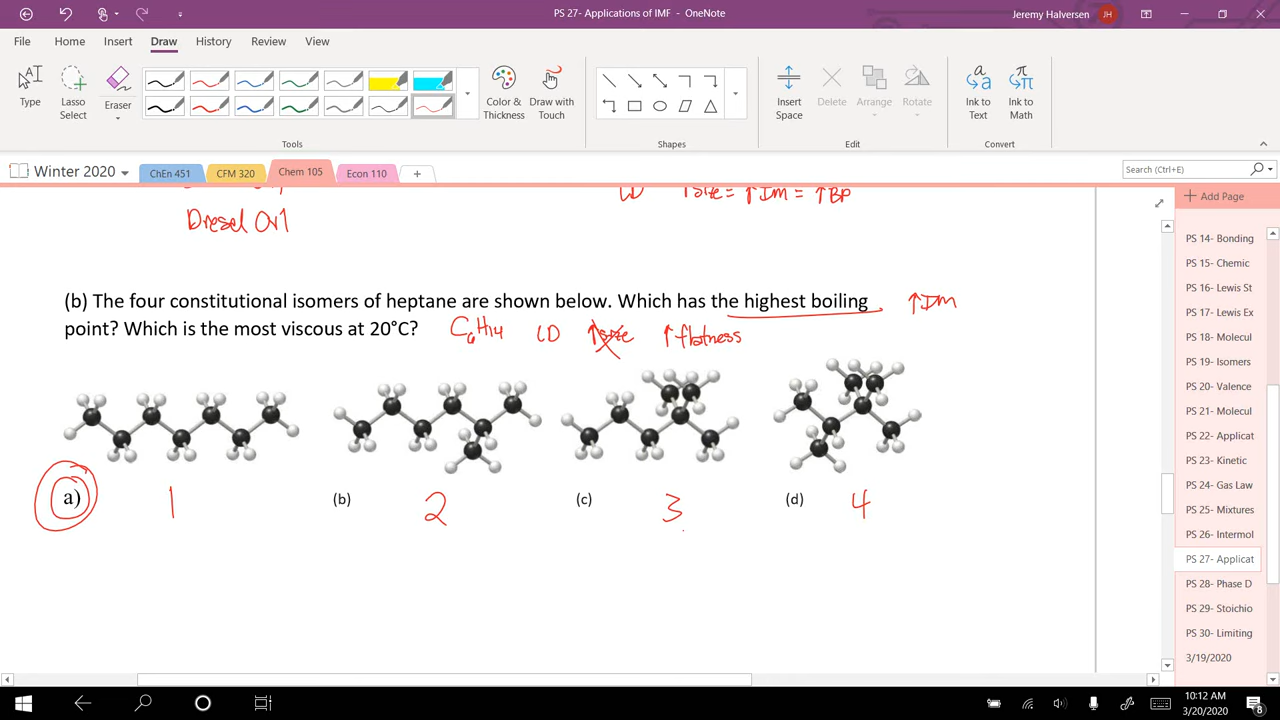 PS 27- Applications of IMF - OneNote
Jeremy Halversen JH
File Home Insert Draw History Review View
Type
Lasso Select
Eraser
Color & Thickness
Draw with Touch
Insert Space
Delete
Arrange
Rotate
Ink to Text
Ink to Math
Tools
Shapes
Edit
Convert
Winter 2020 ChEn 451 CFM 320 Chem 105 Econ 110 +
Search (Ctrl+E)
Add Page
LD ↑size = ↑IM = ↑BP
Diesel Oil
(b) The four constitutional isomers of heptane are shown below. Which has the highest boiling ↑IM
point? Which is the most viscous at 20°C? C6H14 LD ↑size ↑flatness
a) 1 (b) 2 (c) 3 (d) 4
PS 14- Bonding
PS 15- Chemic
PS 16- Lewis St
PS 17- Lewis Ex
PS 18- Molecul
PS 19- Isomers
PS 20- Valence
PS 21- Molecul
PS 22- Applicat
PS 23- Kinetic
PS 24- Gas Law
PS 25- Mixtures
PS 26- Intermol
PS 27- Applicat
PS 28- Phase D
PS 29- Stoichio
PS 30- Limiting
3/19/2020
10:12 AM
3/20/2020
8